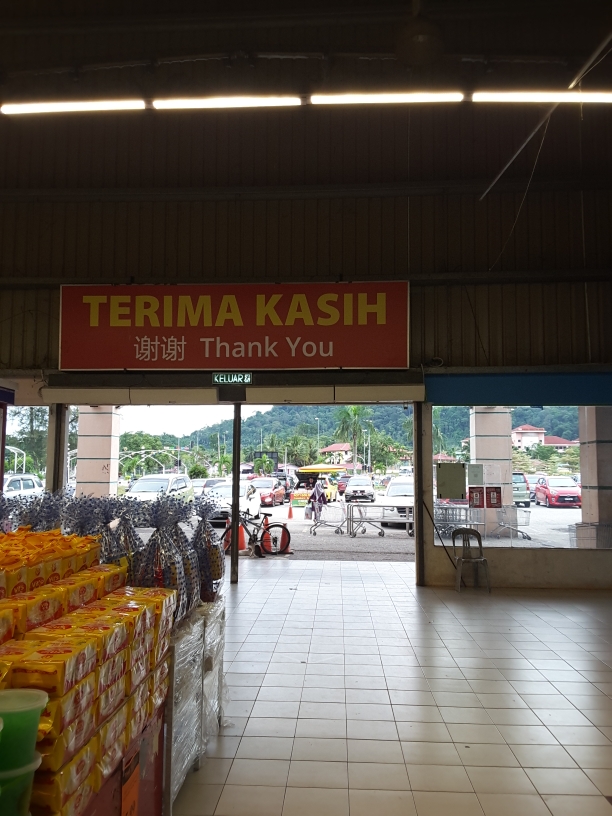 TERIMA KASIH
谢谢 Thank You
KELUAR